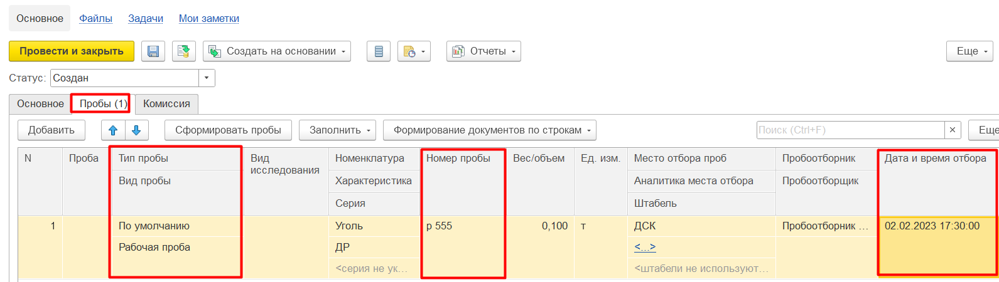 Основное Файлы Задачи Мои заметки
Провести и закрыть Создать на основании Отчеты Еще
Статус: Создан
Основное Пробы (1) Комиссия
Добавить Сформировать пробы Заполнить Формирование документов по строкам Поиск (Ctrl+F) × Еще
N Проба Тип пробы Вид исследования Номенклатура Номер пробы Вес/объем Ед. изм. Место отбора проб Пробоотборник Дата и время отбора
Вид пробы Характеристика Аналитика места отбора Пробоотборщик
Серия Штабель
1 По умолчанию Уголь р 555 0,100 т ДСК Пробоотборник ... 02.02.2023 17:30:00
Рабочая проба ДР <...>
<серия не ук... <штабели не используют...